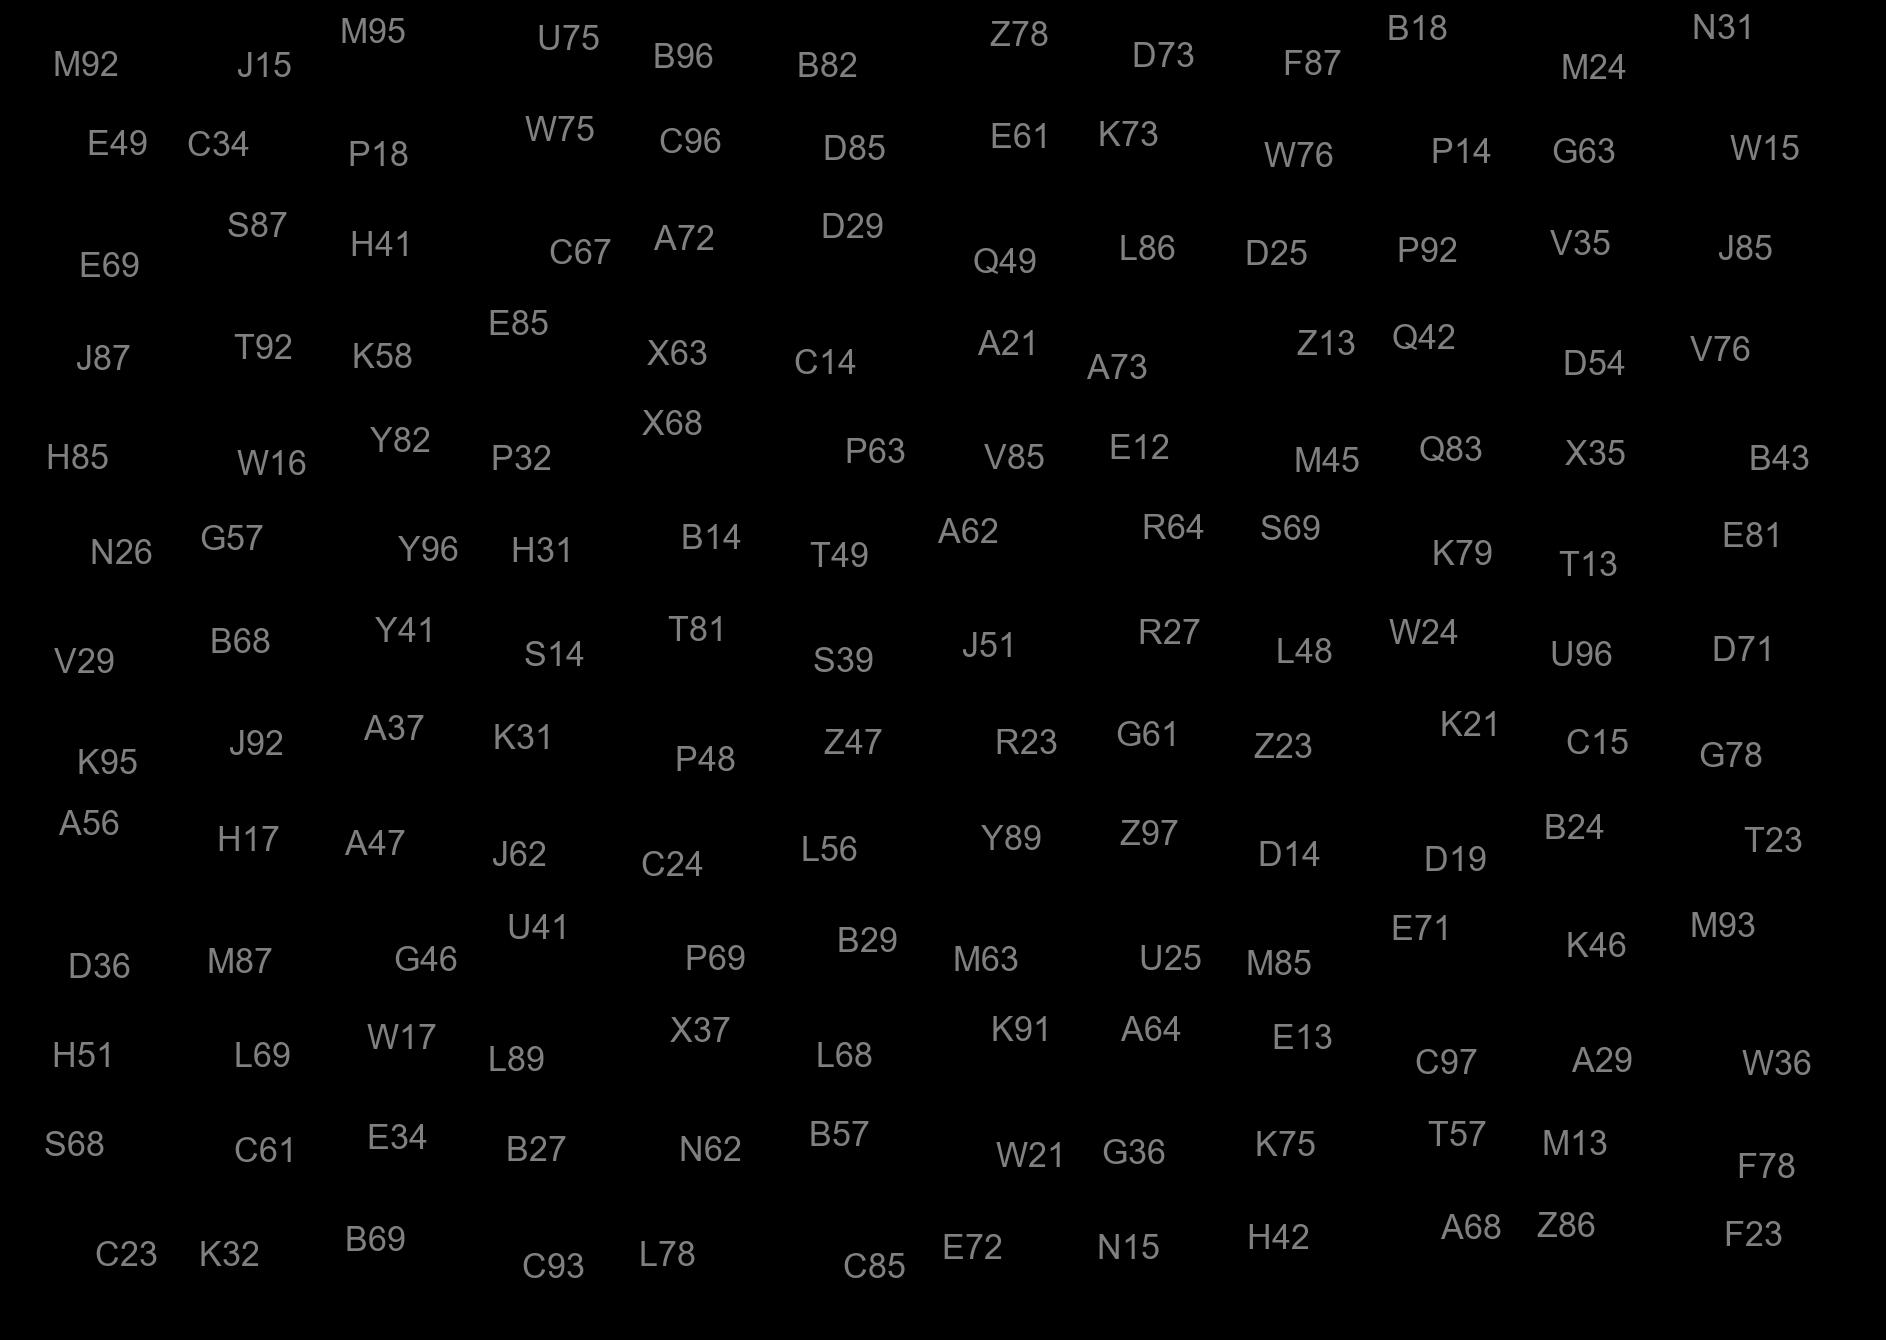 M92 J15 M95 U75 B96 B82 Z78 D73 F87 B18 M24 N31
E49 C34 P18 W75 C96 D85 E61 K73 W76 P14 G63 W15
E69 S87 H41 C67 A72 D29 Q49 L86 D25 P92 V35 J85
J87 T92 K58 E85 X63 C14 A21 A73 Z13 Q42 D54 V76
H85 W16 Y82 P32 X68 P63 V85 E12 M45 Q83 X35 B43
N26 G57 Y96 H31 B14 T49 A62 R64 S69 K79 T13 E81
V29 B68 Y41 S14 T81 S39 J51 R27 L48 W24 U96 D71
K95 J92 A37 K31 P48 Z47 R23 G61 Z23 K21 C15 G78
A56 H17 A47 J62 C24 L56 Y89 Z97 D14 D19 B24 T23
D36 M87 G46 U41 P69 B29 M63 U25 M85 E71 K46 M93
H51 L69 W17 L89 X37 L68 K91 A64 E13 C97 A29 W36
S68 C61 E34 B27 N62 B57 W21 G36 K75 T57 M13 F78
C23 K32 B69 C93 L78 C85 E72 N15 H42 A68 Z86 F23